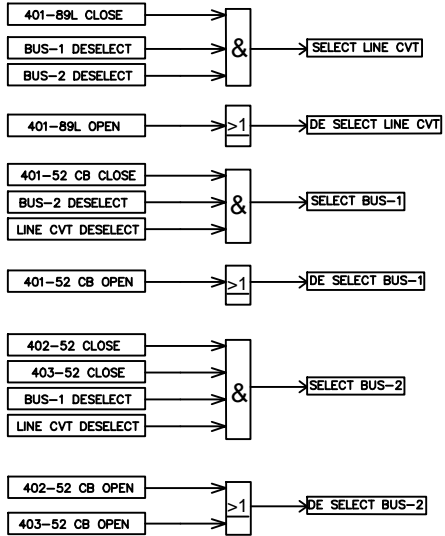 401-89L CLOSE
BUS-1 DESELECT
BUS-2 DESELECT
&
SELECT LINE CVT
401-89L OPEN
>1
DE SELECT LINE CVT
401-52 CB CLOSE
BUS-2 DESELECT
LINE CVT DESELECT
&
SELECT BUS-1
401-52 CB OPEN
>1
DE SELECT BUS-1
402-52 CLOSE
403-52 CLOSE
BUS-1 DESELECT
LINE CVT DESELECT
&
SELECT BUS-2
402-52 CB OPEN
403-52 CB OPEN
>1
DE SELECT BUS-2